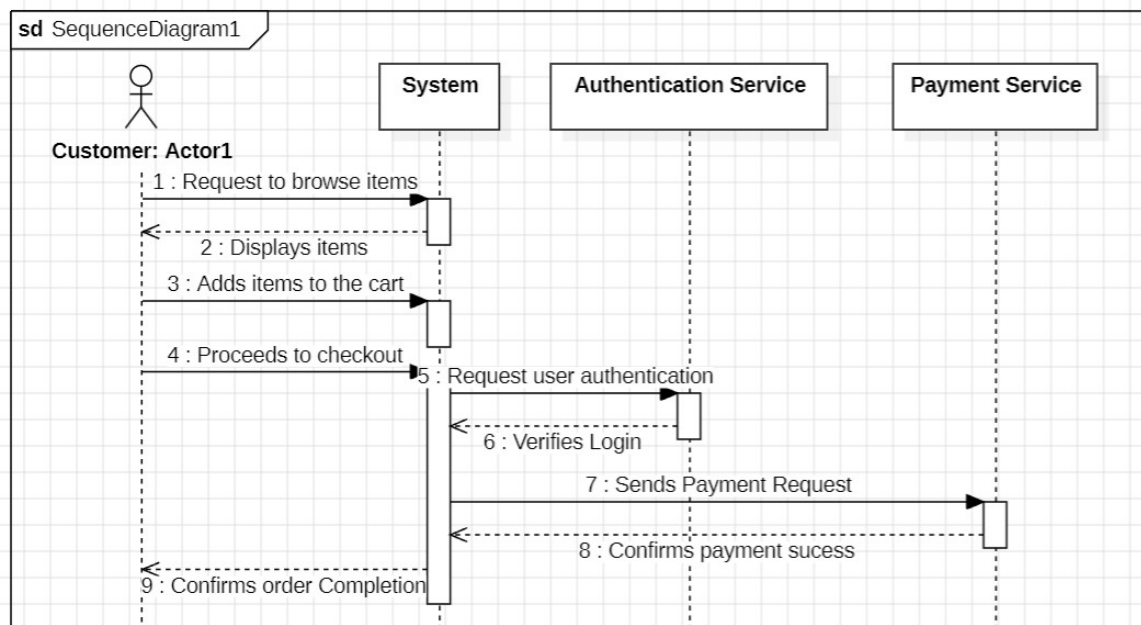 sd SequenceDiagram1
System
Authentication Service
Payment Service
Customer: Actor1
1 : Request to browse items
2 : Displays items
3 : Adds items to the cart
4 : Proceeds to checkout
5 : Request user authentication
6 : Verifies Login
7 : Sends Payment Request
8 : Confirms payment sucess
9 : Confirms order Completion